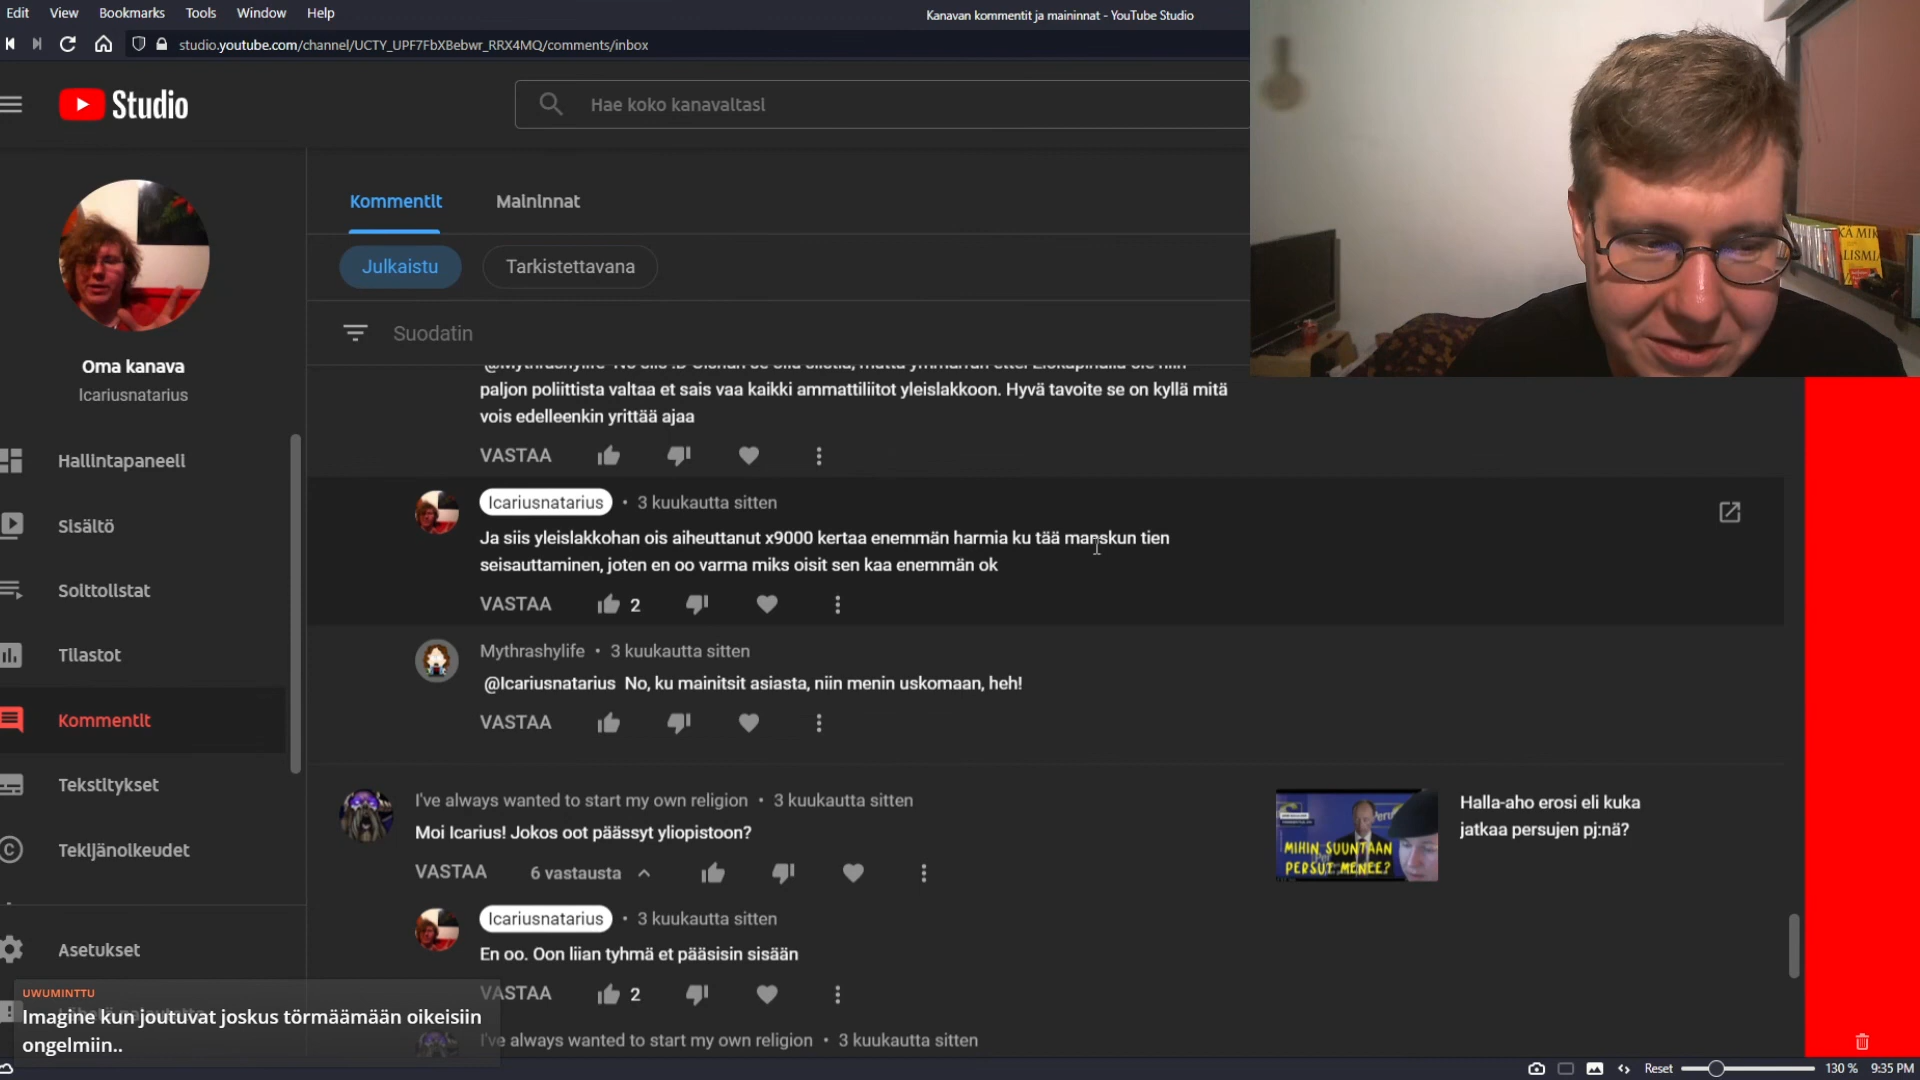 Edit View Bookmarks Tools Window Help
Kanavan kommentit ja maininnat - YouTube Studio
studio.youtube.com/channel/UCTY_UPF7FbXBebwr_RRX4MQ/comments/inbox
Studio
Hae koko kanavaltasi
Kommentit Maininnat
Julkaistu Tarkistettavana
Suodatin
Oma kanava
Icariusnatarius
Hallintapaneeli
Sisältö
Soittolistat
Tilastot
Kommentit
Tekstitykset
Tekijänoikeudet
Asetukset
paljon poliittista valtaa et sais vaa kaikki ammattiliitot yleislakkoon. Hyvä tavoite se on kyllä mitä
vois edelleenkin yrittää ajaa
VASTAA
Icariusnatarius • 3 kuukautta sitten
Ja siis yleislakkohan ois aiheuttanut x9000 kertaa enemmän harmia ku tää manskun tien
seisauttaminen, joten en oo varma miks oisit sen kaa enemmän ok
VASTAA 2
Mythrashylife • 3 kuukautta sitten
@Icariusnatarius No, ku mainitsit asiasta, niin menin uskomaan, heh!
VASTAA
I've always wanted to start my own religion • 3 kuukautta sitten
Moi Icarius! Jokos oot päässyt yliopistoon?
VASTAA 6 vastausta
Halla-aho erosi eli kuka
jatkaa persujen pj:nä?
MIHIN SUUNTAAN
PERSUT MENEE?
Icariusnatarius • 3 kuukautta sitten
En oo. Oon liian tyhmä et pääsisin sisään
VASTAA 2
I've always wanted to start my own religion • 3 kuukautta sitten
UWUMINTTU
Imagine kun joutuvat joskus törmäämään oikeisiin
ongelmiin..
Reset 130 % 9:35 PM